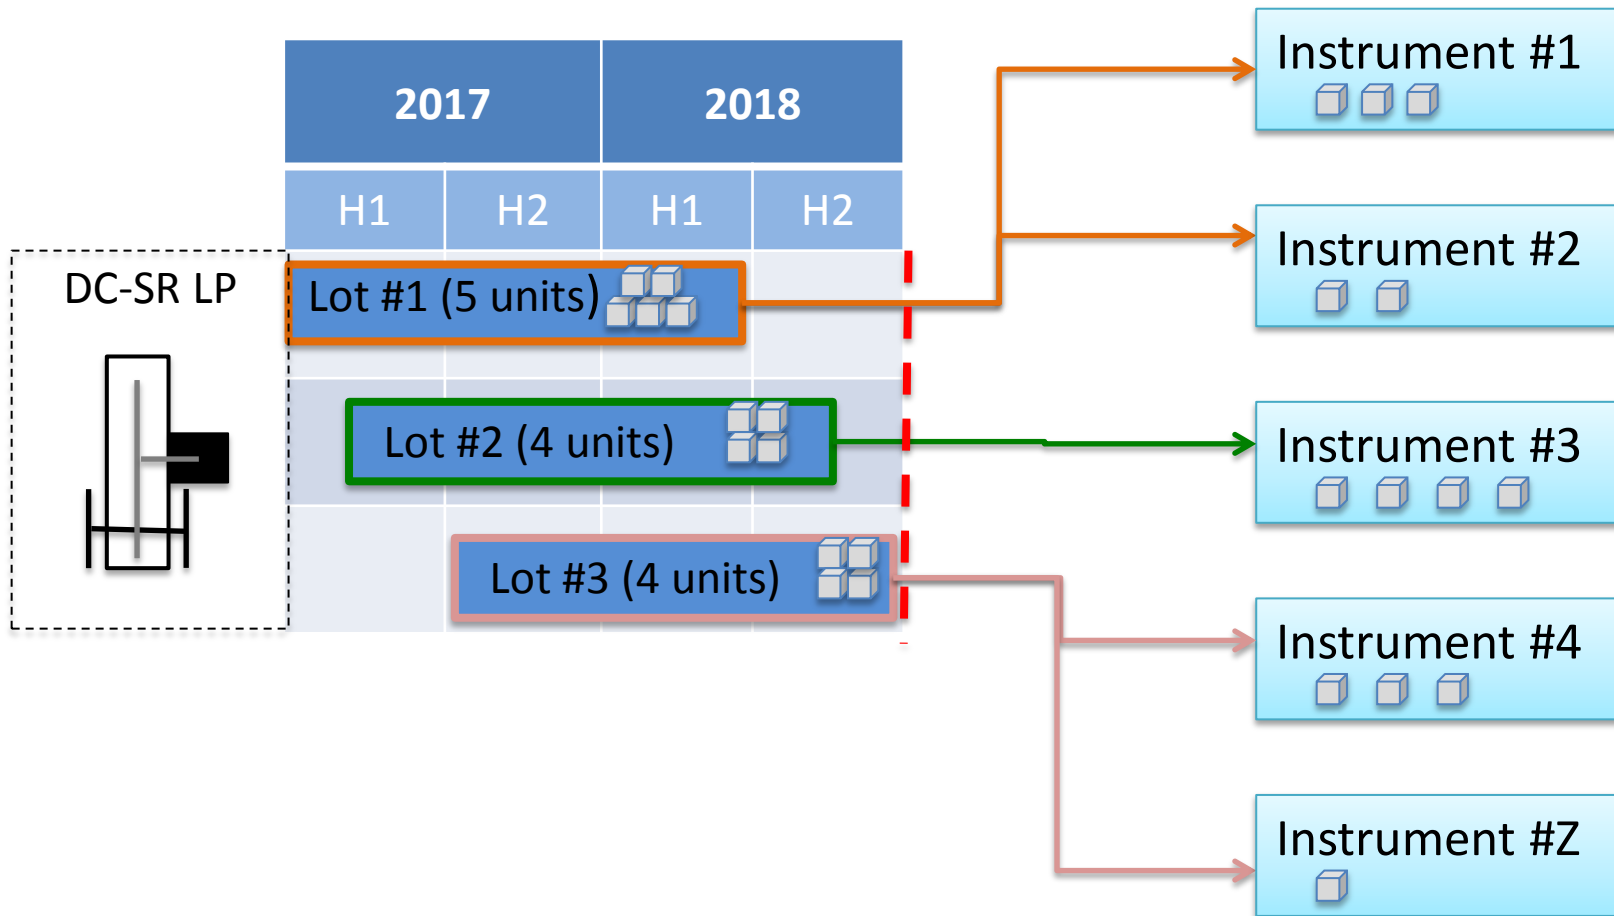 2017
2018
H1
H2
H1
H2
DC-SR LP
Lot #1 (5 units)
Lot #2 (4 units)
Lot #3 (4 units)
Instrument #1
Instrument #2
Instrument #3
Instrument #4
Instrument #Z